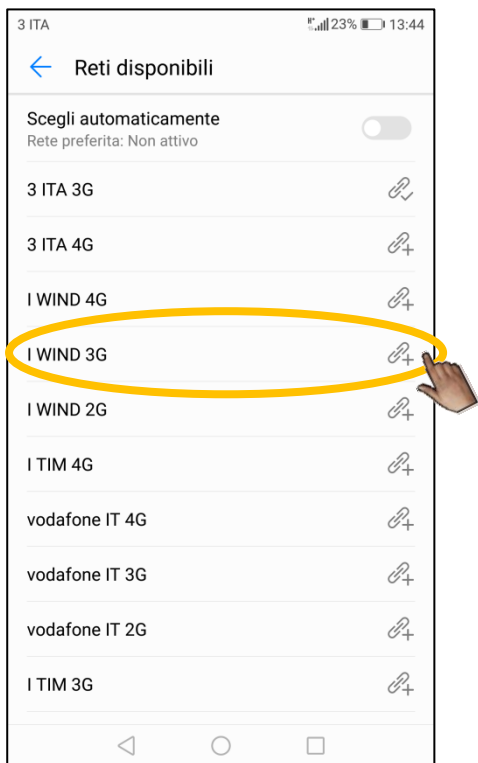 3 ITA 23% 13:44
Reti disponibili
Scegli automaticamente
Rete preferita: Non attivo
3 ITA 3G
3 ITA 4G
I WIND 4G
I WIND 3G
I WIND 2G
I TIM 4G
vodafone IT 4G
vodafone IT 3G
vodafone IT 2G
I TIM 3G